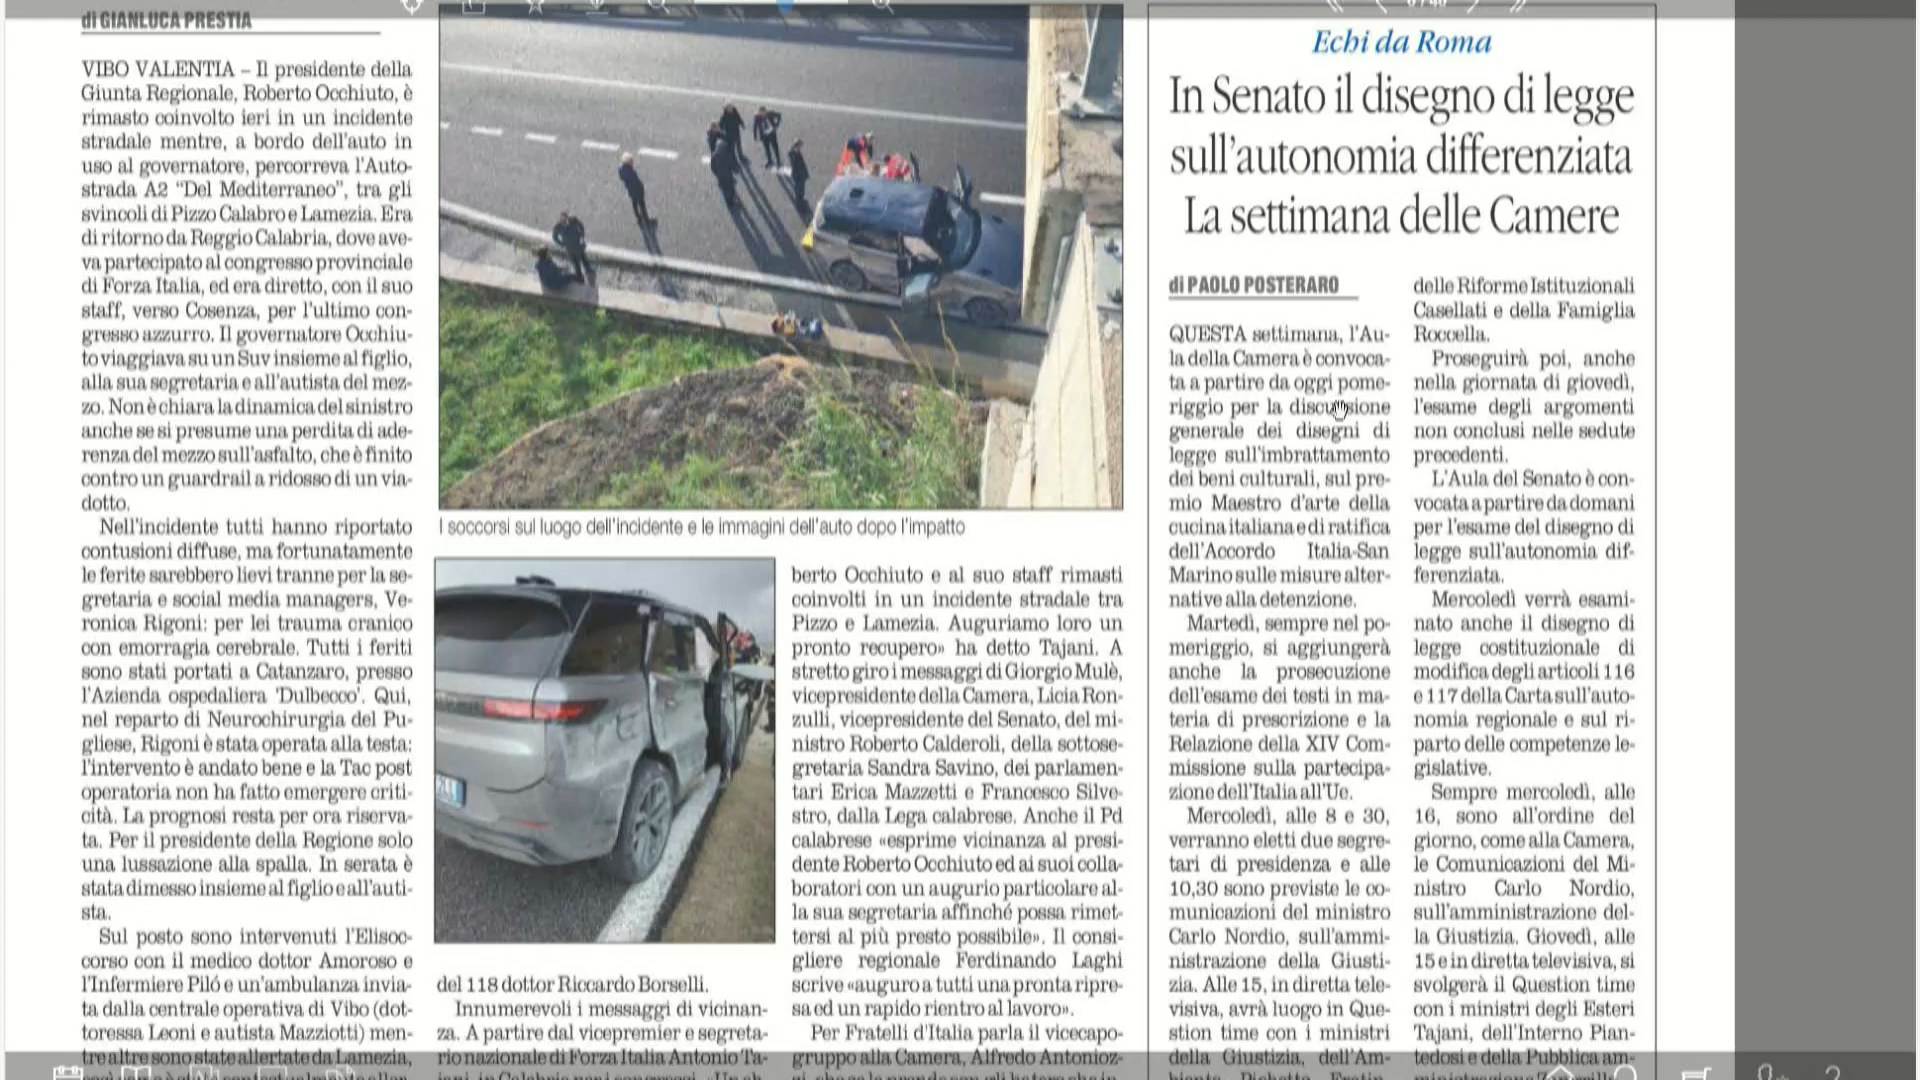 di GIANLUCA PRESTIA
VIBO VALENTIA – Il presidente della
Giunta Regionale, Roberto Occhiuto, è
rimasto coinvolto ieri in un incidente
stradale mentre, a bordo dell'auto in
uso al governatore, percorreva l'Auto-
strada A2 “Del Mediterraneo”, tra gli
svincoli di Pizzo Calabro e Lamezia. Era
di ritorno da Reggio Calabria, dove ave-
va partecipato al congresso provinciale
di Forza Italia, ed era diretto, con il suo
staff, verso Cosenza, per l'ultimo con-
gresso azzurro. Il governatore Occhiu-
to viaggiava su un Suv insieme al figlio,
alla sua segretaria e all'autista del mez-
zo. Non è chiara la dinamica del sinistro
anche se si presume una perdita di ade-
renza del mezzo sull'asfalto, che è finito
contro un guardrail a ridosso di un via-
dotto.
Nell'incidente tutti hanno riportato
contusioni diffuse, ma fortunatamente
le ferite sarebbero lievi tranne per la se-
gretaria e social media managers, Ve-
ronica Rigoni: per lei trauma cranico
con emorragia cerebrale. Tutti i feriti
sono stati portati a Catanzaro, presso
l'Azienda ospedaliera 'Dulbecco'. Qui,
nel reparto di Neurochirurgia del Pu-
gliese, Rigoni è stata operata alla testa:
l'intervento è andato bene e la Tac post
operatoria non ha fatto emergere criti-
cità. La prognosi resta per ora riserva-
ta. Per il presidente della Regione solo
una lussazione alla spalla. In serata è
stata dimesso insieme al figlio e all'auti-
sta.
Sul posto sono intervenuti l'Elisoc-
corso con il medico dottor Amoroso e
l'Infermiere Piló e un'ambulanza invia-
ta dalla centrale operativa di Vibo (dot-
toressa Leoni e autista Mazziotti) men-
tre altre sono state allertate da Lamezia,
I soccorsi sul luogo dell'incidente e le immagini dell'auto dopo l'impatto
del 118 dottor Riccardo Borselli.
Innumerevoli i messaggi di vicinan-
za. A partire dal vicepremier e segreta-
rio nazionale di Forza Italia Antonio Ta-
berto Occhiuto e al suo staff rimasti
coinvolti in un incidente stradale tra
Pizzo e Lamezia. Auguriamo loro un
pronto recupero» ha detto Tajani. A
stretto giro i messaggi di Giorgio Mulè,
vicepresidente della Camera, Licia Ron-
zulli, vicepresidente del Senato, del mi-
nistro Roberto Calderoli, della sottose-
gretaria Sandra Savino, dei parlamen-
tari Erica Mazzetti e Francesco Silve-
stro, dalla Lega calabrese. Anche il Pd
calabrese «esprime vicinanza al presi-
dente Roberto Occhiuto ed ai suoi colla-
boratori con un augurio particolare al-
la sua segretaria affinché possa rimet-
tersi al più presto possibile». Il consi-
gliere regionale Ferdinando Laghi
scrive «auguro a tutti una pronta ripre-
sa ed un rapido rientro al lavoro».
Per Fratelli d'Italia parla il vicecapo-
gruppo alla Camera, Alfredo Antonioz-
Echi da Roma
In Senato il disegno di legge
sull'autonomia differenziata
La settimana delle Camere
di PAOLO POSTERARO
QUESTA settimana, l'Au-
la della Camera è convoca-
ta a partire da oggi pome-
riggio per la discussione
generale dei disegni di
legge sull'imbrattamento
dei beni culturali, sul pre-
mio Maestro d'arte della
cucina italiana e di ratifica
dell'Accordo Italia-San
Marino sulle misure alter-
native alla detenzione.
Martedì, sempre nel po-
meriggio, si aggiungerà
anche la prosecuzione
dell'esame dei testi in ma-
teria di prescrizione e la
Relazione della XIV Com-
missione sulla partecipa-
zione dell'Italia all'Ue.
Mercoledì, alle 8 e 30,
verranno eletti due segre-
tari di presidenza e alle
10,30 sono previste le co-
municazioni del ministro
Carlo Nordio, sull'ammi-
nistrazione della Giusti-
zia. Alle 15, in diretta tele-
visiva, avrà luogo in Que-
stion time con i ministri
della Giustizia, dell'Am-
delle Riforme Istituzionali
Casellati e della Famiglia
Roccella.
Proseguirà poi, anche
nella giornata di giovedì,
l'esame degli argomenti
non conclusi nelle sedute
precedenti.
L'Aula del Senato è con-
vocata a partire da domani
per l'esame del disegno di
legge sull'autonomia dif-
ferenziata.
Mercoledì verrà esami-
nato anche il disegno di
legge costituzionale di
modifica degli articoli 116
e 117 della Carta sull'auto-
nomia regionale e sul ri-
parto delle competenze le-
gislative.
Sempre mercoledì, alle
16, sono all'ordine del
giorno, come alla Camera,
le Comunicazioni del Mi-
nistro Carlo Nordio,
sull'amministrazione del-
la Giustizia. Giovedì, alle
15 e in diretta televisiva, si
svolgerà il Question time
con i ministri degli Esteri
Tajani, dell'Interno Pian-
tedosi e della Pubblica am-